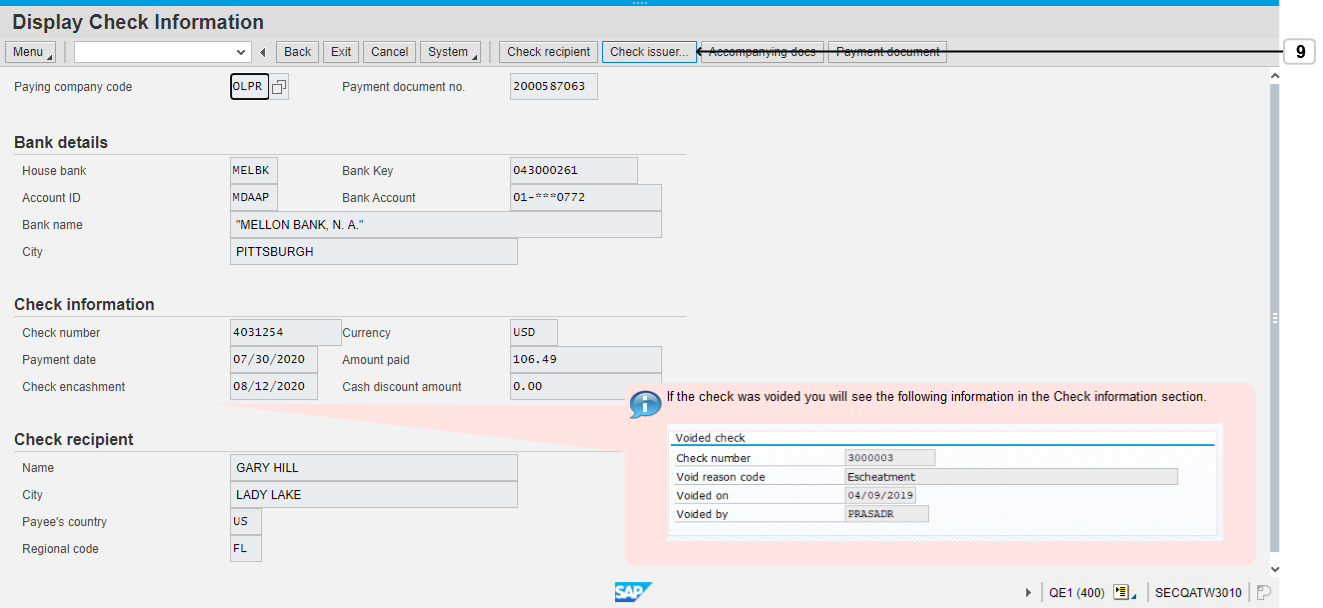 Display Check Information
Menu Back Exit Cancel System Check recipient Check issuer... Accompanying docs Payment document 9
Paying company code OLPR Payment document no. 2000587063
Bank details
House bank MELBK Bank Key 043000261
Account ID MDAAP Bank Account 01-***0772
Bank name "MELLON BANK, N. A."
City PITTSBURGH
Check information
Check number 4031254 Currency USD
Payment date 07/30/2020 Amount paid 106.49
Check encashment 08/12/2020 Cash discount amount 0.00
If the check was voided you will see the following information in the Check information section.
Voided check
Check number 3000003
Void reason code Escheatment
Voided on 04/09/2019
Voided by PRASADR
Check recipient
Name GARY HILL
City LADY LAKE
Payee's country US
Regional code FL
SAP QE1 (400) SECQATW3010